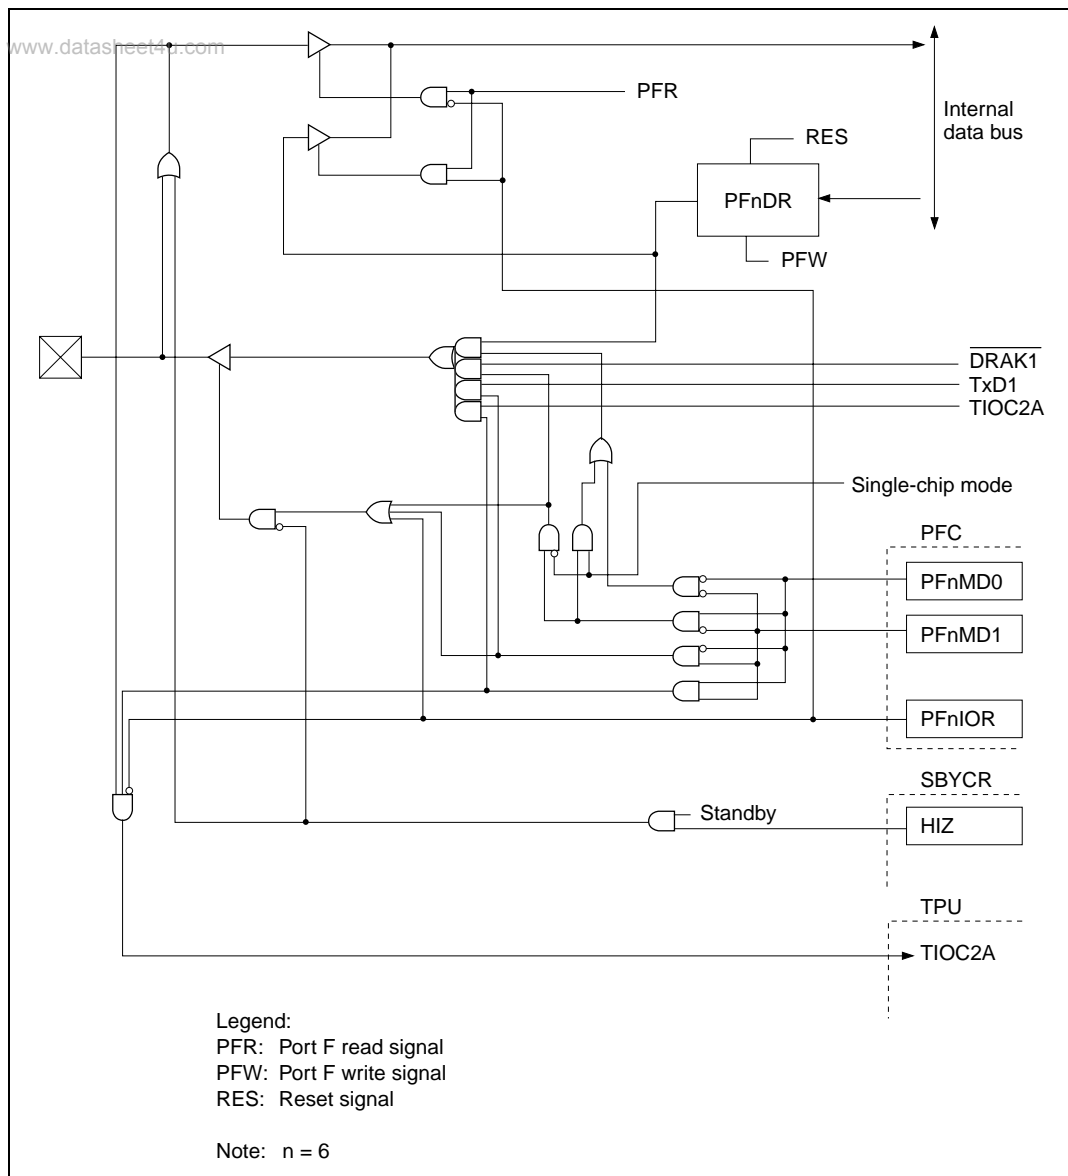 www.datasheet4u.com
PFR
Internal
data bus
RES
PFnDR
PFW
DRAK1
TxD1
TIOC2A
Single-chip mode
PFC
PFnMD0
PFnMD1
PFnIOR
SBYCR
Standby
HIZ
TPU
TIOC2A
Legend:
PFR: Port F read signal
PFW: Port F write signal
RES: Reset signal
Note: n = 6